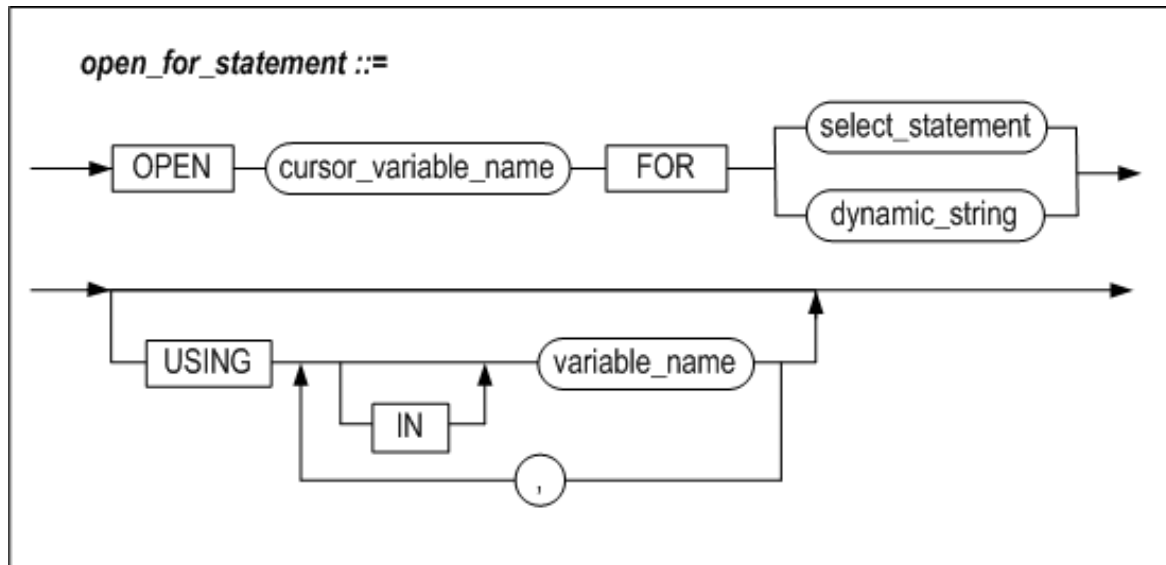 open_for_statement ::=
select_statement
OPEN cursor_variable_name FOR
dynamic_string
USING variable_name
IN
,